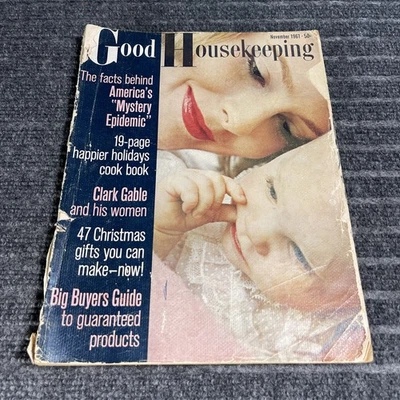 Good Housekeeping
November 1961 · 50¢
The facts behind
America's
"Mystery
Epidemic"
19-page
happier holidays
cook book
Clark Gable
and his women
47 Christmas
gifts you can
make–now!
Big Buyers Guide
to guaranteed
products